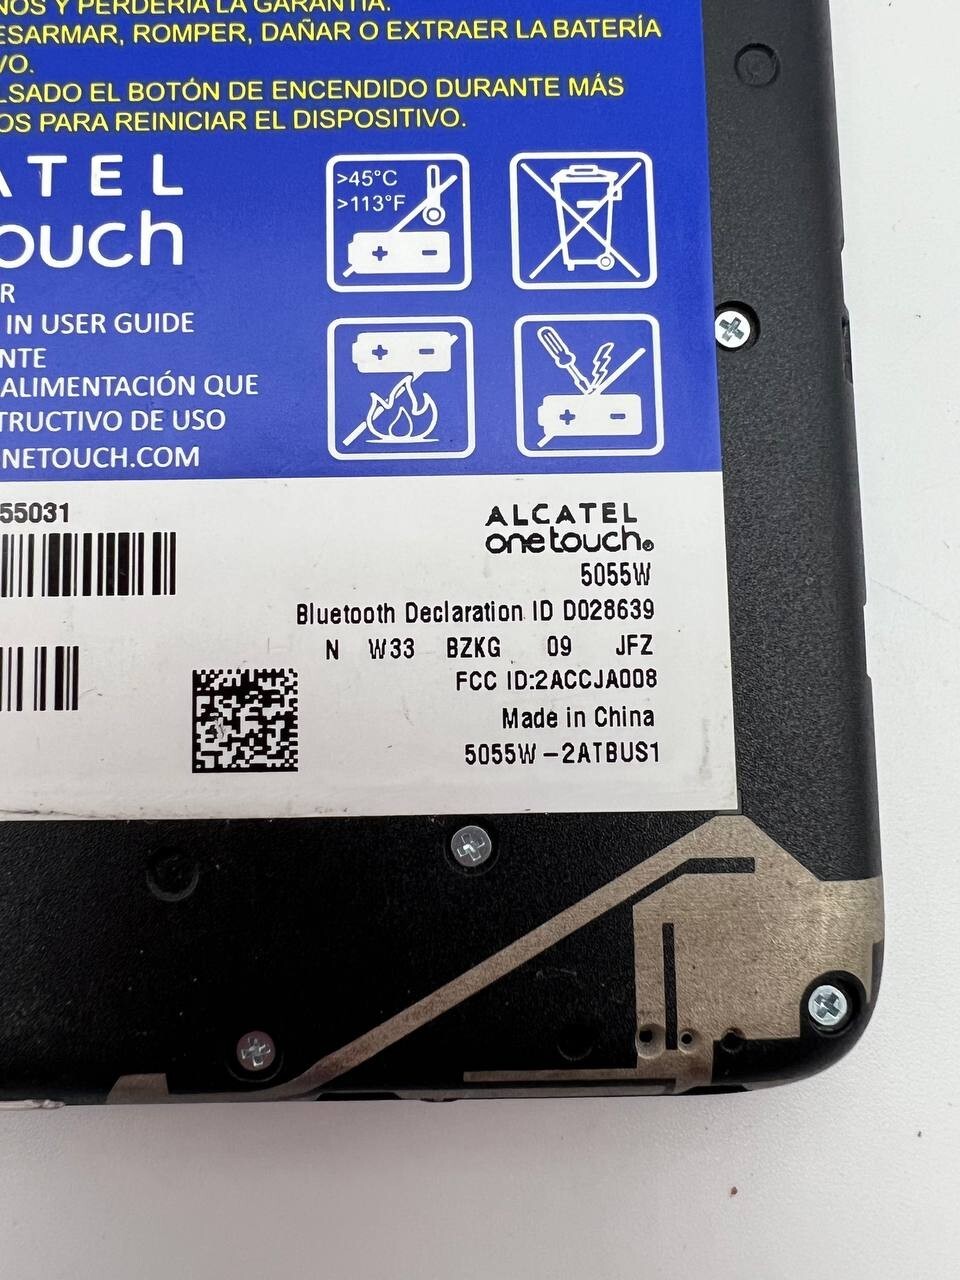 NOS Y PERDERÍA LA GARANTÍA.
ESARMAR, ROMPER, DAÑAR O EXTRAER LA BATERÍA
VO.
LSADO EL BOTÓN DE ENCENDIDO DURANTE MÁS
OS PARA REINICIAR EL DISPOSITIVO.
ATEL
ouch
>45°C
>113°F
+ -
R
IN USER GUIDE
NTE
ALIMENTACIÓN QUE
TRUCTIVO DE USO
NETOUCH.COM
+ -
+ -
55031
ALCATEL
onetouch®
5055W
Bluetooth Declaration ID D028639
N W33 BZKG 09 JFZ
FCC ID:2ACCJA008
Made in China
5055W-2ATBUS1